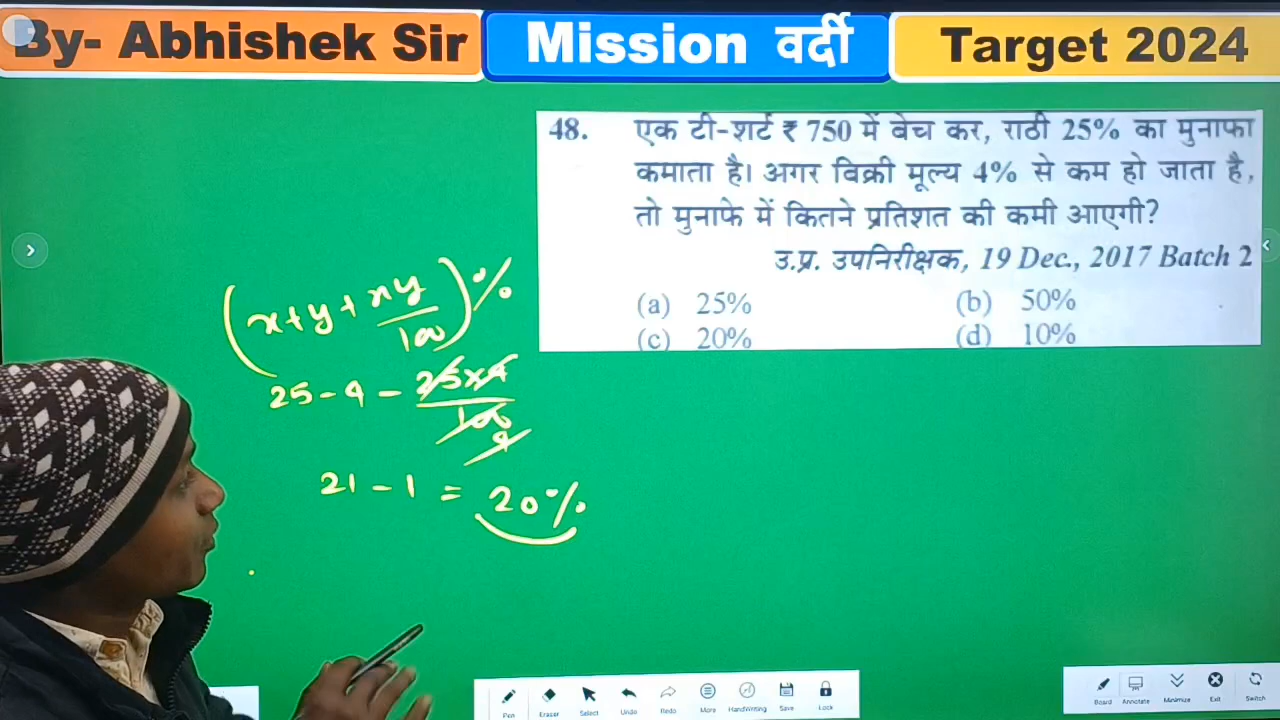 By- Abhishek Sir
Mission वर्दी
Target 2024
48. एक टी-शर्ट ₹ 750 में बेच कर, राठी 25% का मुनाफा
कमाता है। अगर विक्री मूल्य 4% से कम हो जाता है,
तो मुनाफे में कितने प्रतिशत की कमी आएगी?
उ.प्र. उपनिरीक्षक, 19 Dec., 2017 Batch 2
(a) 25% (b) 50%
(c) 20% (d) 10%
(x+y+xy/100)%
25-4-25x4/100
21-1=20%
Pen Eraser Select Undo Redo More HandWriting Save Lock
Board Annotate Minimize Exit Switch